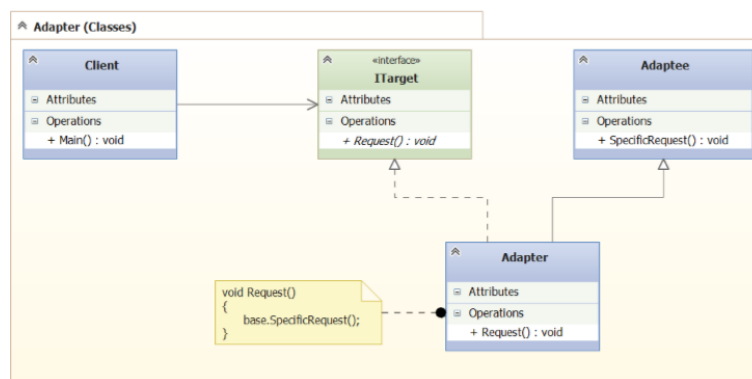 Adapter (Classes)
Client
Attributes
Operations
+ Main() : void
«interface»
ITarget
Attributes
Operations
+ Request() : void
Adaptee
Attributes
Operations
+ SpecificRequest() : void
Adapter
Attributes
Operations
+ Request() : void
void Request()
{
base.SpecificRequest();
}